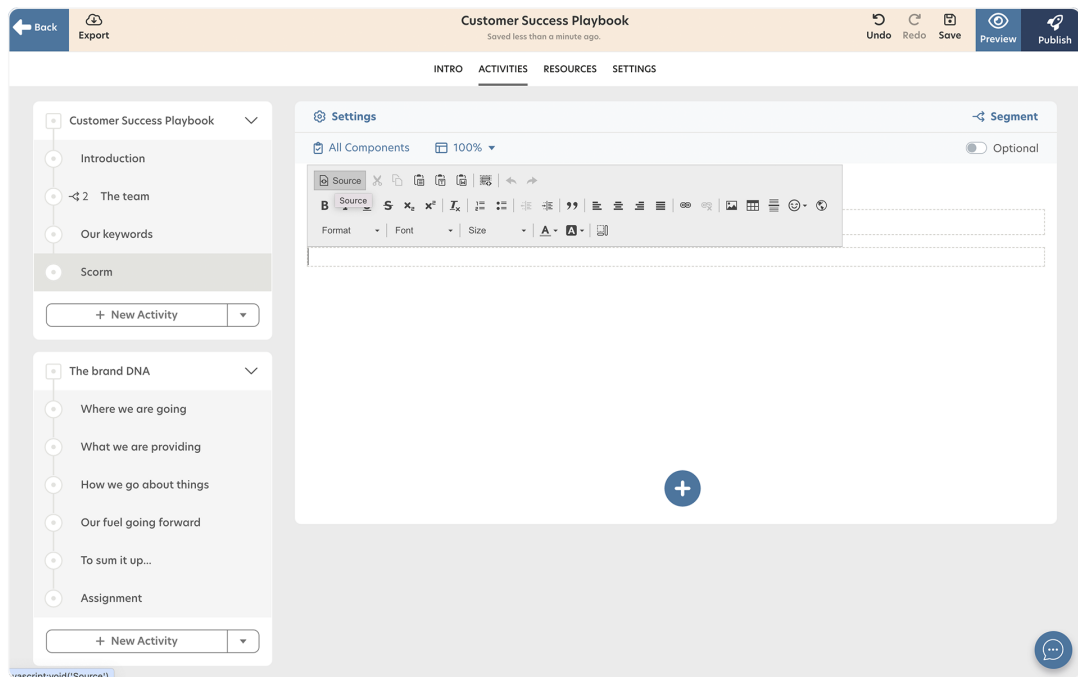 Back
Export
Customer Success Playbook
Saved less than a minute ago.
Undo
Redo
Save
Preview
Publish
INTRO ACTIVITIES RESOURCES SETTINGS
Customer Success Playbook
Introduction
2 The team
Our keywords
Scorm
+ New Activity
The brand DNA
Where we are going
What we are providing
How we go about things
Our fuel going forward
To sum it up...
Assignment
+ New Activity
Settings
Segment
All Components
100%
Optional
Source
Source
Format
Font
Size
vascript:void('Source')